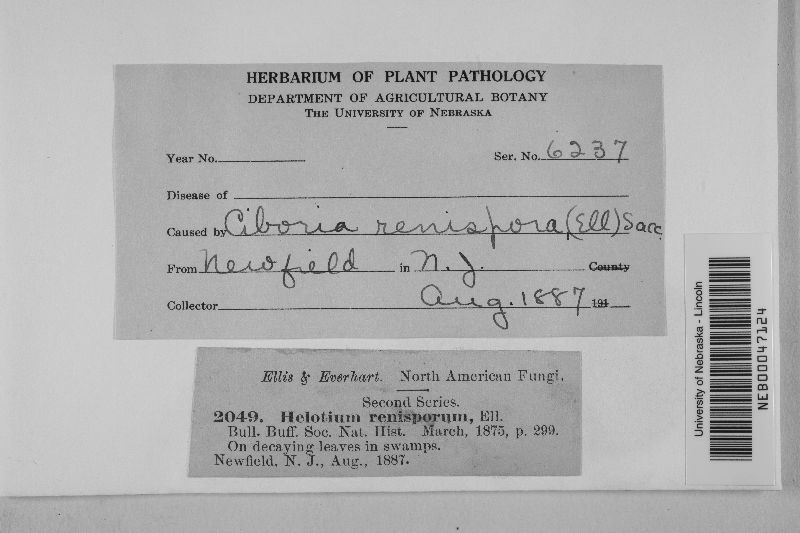 HERBARIUM OF PLANT PATHOLOGY
DEPARTMENT OF AGRICULTURAL BOTANY
THE UNIVERSITY OF NEBRASKA
Year No. Ser. No. 6237
Disease of
Caused by Ciboria renispora (Ell) Sacc.
From Newfield in N. J. County
Aug. 1887 191
Collector
Ellis & Everhart. North American Fungi.
Second Series.
2049. Helotium renisporum, Ell.
Bull. Buff. Soc. Nat. Hist. March, 1875, p. 299.
On decaying leaves in swamps.
Newfield, N. J., Aug., 1887.
University of Nebraska - Lincoln
NEB00047124